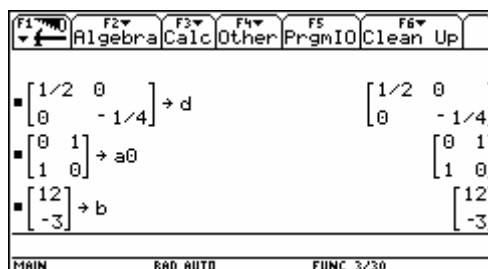 F1 F2 Algebra F3 Calc F4 Other F5 PrgmIO F6 Clean Up
[1/2 0] [1/2 0
[0 -1/4] → d [0 -1/4
[0 1] → a0 [0 1
[1 0] [1 0
[12] → b [12
[-3] [-3
MAIN RAD AUTO FUNC 3/30